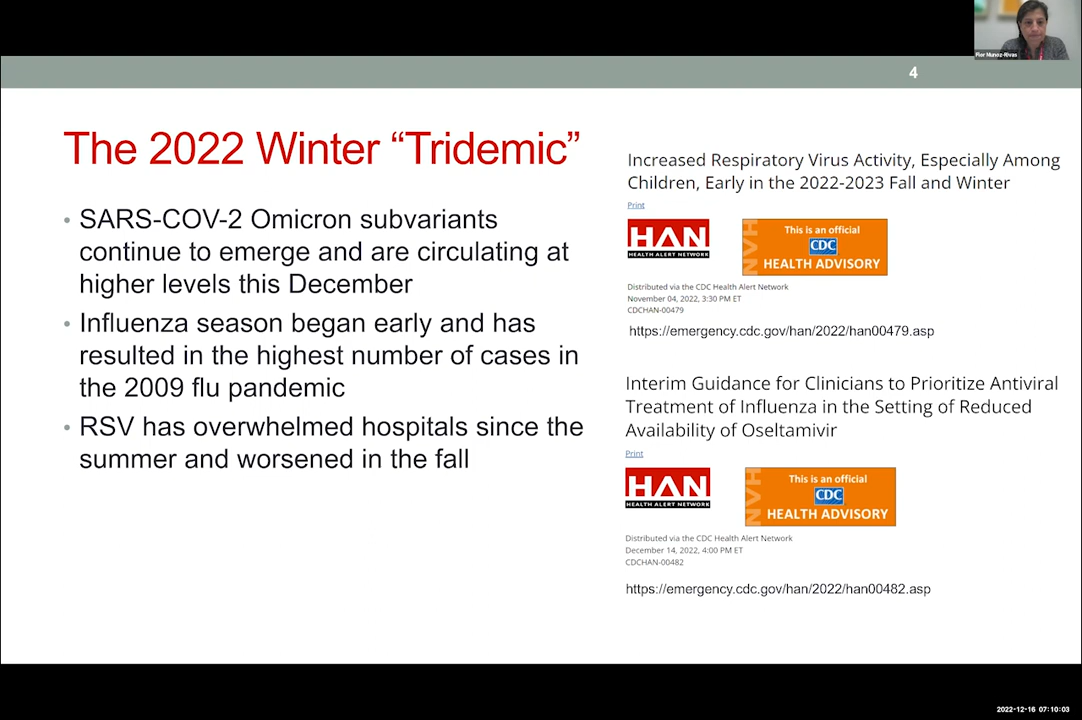 Flor Munoz-Rivas
4
The 2022 Winter “Tridemic”
• SARS-COV-2 Omicron subvariants
continue to emerge and are circulating at
higher levels this December
• Influenza season began early and has
resulted in the highest number of cases in
the 2009 flu pandemic
• RSV has overwhelmed hospitals since the
summer and worsened in the fall
Increased Respiratory Virus Activity, Especially Among
Children, Early in the 2022-2023 Fall and Winter
Print
HAN
HEALTH ALERT NETWORK
HAN
This is an official
CDC
HEALTH ADVISORY
Distributed via the CDC Health Alert Network
November 04, 2022, 3:30 PM ET
CDCHAN-00479
https://emergency.cdc.gov/han/2022/han00479.asp
Interim Guidance for Clinicians to Prioritize Antiviral
Treatment of Influenza in the Setting of Reduced
Availability of Oseltamivir
Print
HAN
HEALTH ALERT NETWORK
HAN
This is an official
CDC
HEALTH ADVISORY
Distributed via the CDC Health Alert Network
December 14, 2022, 4:00 PM ET
CDCHAN-00482
https://emergency.cdc.gov/han/2022/han00482.asp
2022-12-16 07:10:03